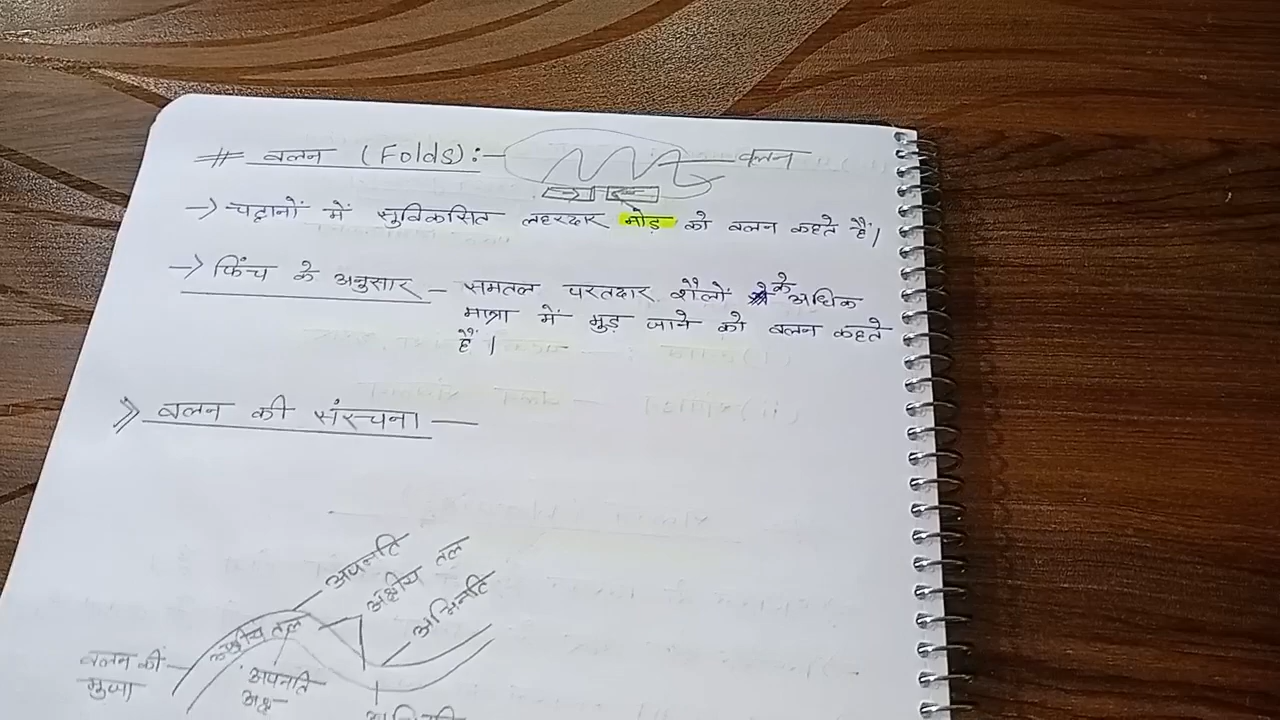 # वलन (Folds):-
वलन
-> चट्टानों में सुविकसित लहरदार मोड़ को वलन कहते हैं।
-> फिंच के अनुसार - समतल परतदार शैलों के अधिक
मात्रा में मुड़ जाने को वलन कहते
हैं।
>> वलन की संरचना -
अपनति
अक्षीय तल
अभिनति
अक्षीय तल
वलन की
भुजा
अपनति
अक्ष